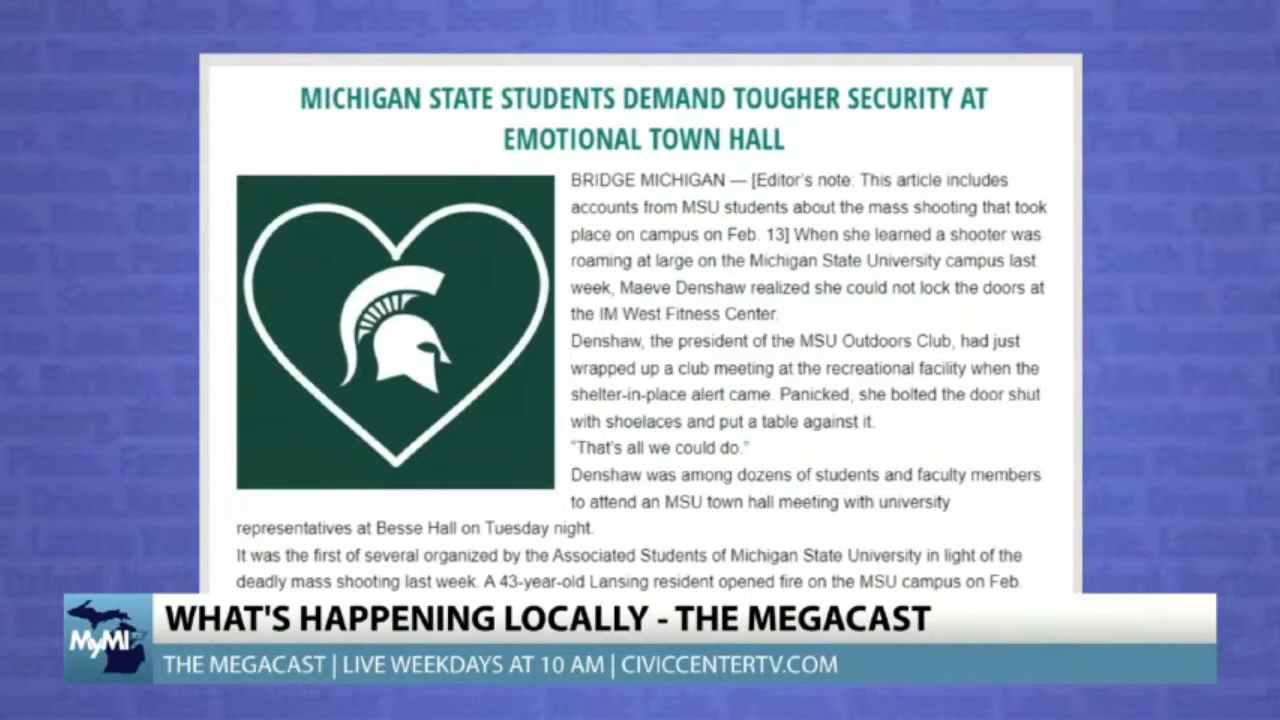 MICHIGAN STATE STUDENTS DEMAND TOUGHER SECURITY AT
EMOTIONAL TOWN HALL
BRIDGE MICHIGAN — [Editor's note: This article includes
accounts from MSU students about the mass shooting that took
place on campus on Feb. 13] When she learned a shooter was
roaming at large on the Michigan State University campus last
week, Maeve Denshaw realized she could not lock the doors at
the IM West Fitness Center.
Denshaw, the president of the MSU Outdoors Club, had just
wrapped up a club meeting at the recreational facility when the
shelter-in-place alert came. Panicked, she bolted the door shut
with shoelaces and put a table against it.
"That's all we could do."
Denshaw was among dozens of students and faculty members
to attend an MSU town hall meeting with university
representatives at Besse Hall on Tuesday night.
It was the first of several organized by the Associated Students of Michigan State University in light of the
deadly mass shooting last week. A 43-year-old Lansing resident opened fire on the MSU campus on Feb.
MyMI
WHAT'S HAPPENING LOCALLY - THE MEGACAST
THE MEGACAST | LIVE WEEKDAYS AT 10 AM | CIVICCENTERTV.COM